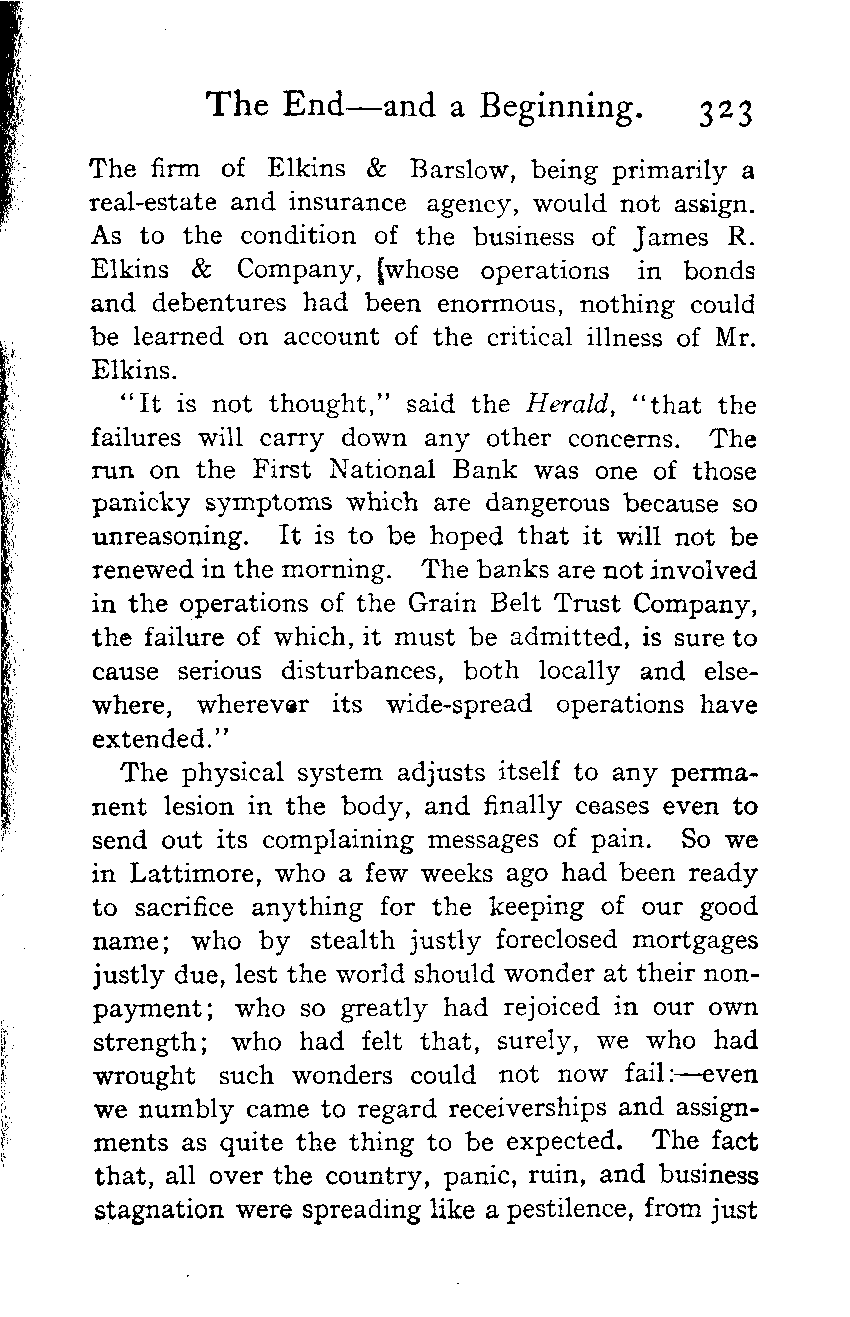 The End—and a Beginning. 323
The firm of Elkins & Barslow, being primarily a
real-estate and insurance agency, would not assign.
As to the condition of the business of James R.
Elkins & Company, [whose operations in bonds
and debentures had been enormous, nothing could
be learned on account of the critical illness of Mr.
Elkins.
"It is not thought," said the Herald, "that the
failures will carry down any other concerns. The
run on the First National Bank was one of those
panicky symptoms which are dangerous because so
unreasoning. It is to be hoped that it will not be
renewed in the morning. The banks are not involved
in the operations of the Grain Belt Trust Company,
the failure of which, it must be admitted, is sure to
cause serious disturbances, both locally and else-
where, wherever its wide-spread operations have
extended."
The physical system adjusts itself to any perma-
nent lesion in the body, and finally ceases even to
send out its complaining messages of pain. So we
in Lattimore, who a few weeks ago had been ready
to sacrifice anything for the keeping of our good
name; who by stealth justly foreclosed mortgages
justly due, lest the world should wonder at their non-
payment; who so greatly had rejoiced in our own
strength; who had felt that, surely, we who had
wrought such wonders could not now fail:—even
we numbly came to regard receiverships and assign-
ments as quite the thing to be expected. The fact
that, all over the country, panic, ruin, and business
stagnation were spreading like a pestilence, from just